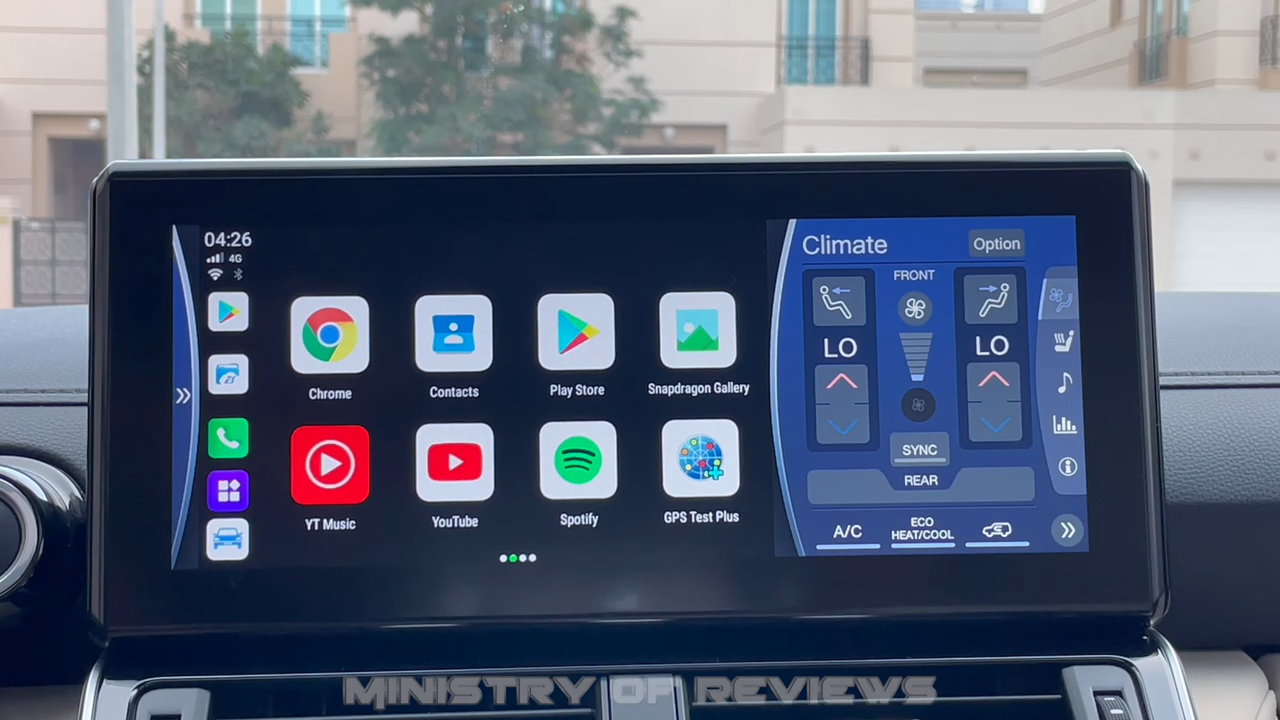 04:26
4G
Chrome
Contacts
Play Store
Snapdragon Gallery
YT Music
YouTube
Spotify
GPS Test Plus
Climate
Option
FRONT
LO
LO
SYNC
REAR
A/C
ECO
HEAT/COOL
MINISTRY OF REVIEWS